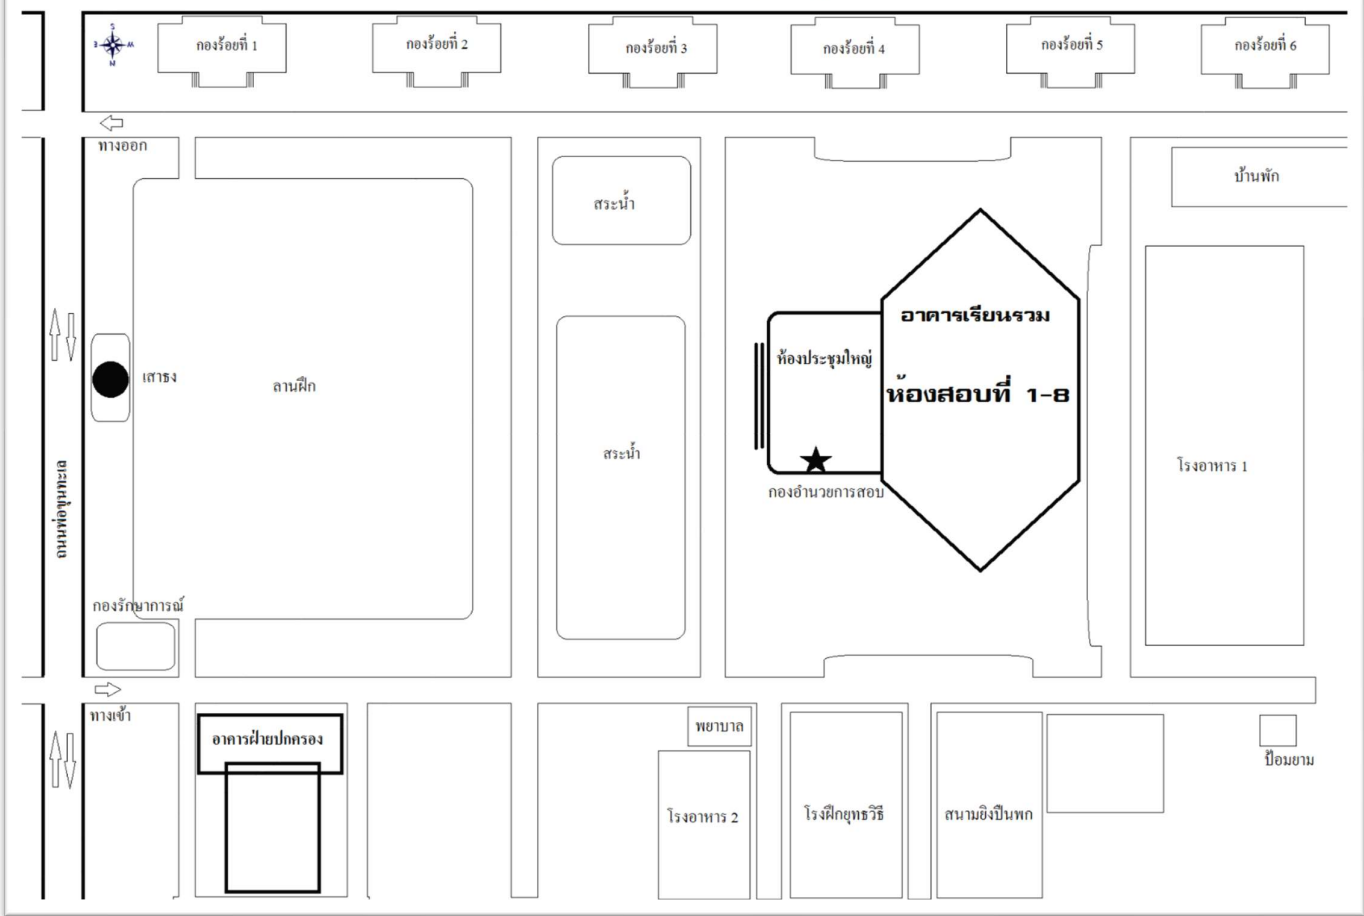 S
E W
N
กองร้อยที่ 1
กองร้อยที่ 2
กองร้อยที่ 3
กองร้อยที่ 4
กองร้อยที่ 5
กองร้อยที่ 6
ทางออก
บ้านพัก
สระน้ำ
อาคารเรียนรวม
ห้องประชุมใหญ่
ห้องสอบที่ 1-8
เสาธง
ลานฝึก
สระน้ำ
โรงอาหาร 1
กองอำนวยการสอบ
ถนนพ่อขุนทะเล
กองรักษาการณ์
ทางเข้า
อาคารฝ่ายปกครอง
พยาบาล
ป้อมยาม
โรงอาหาร 2
โรงฝึกยุทธวิธี
สนามยิงปืนพก